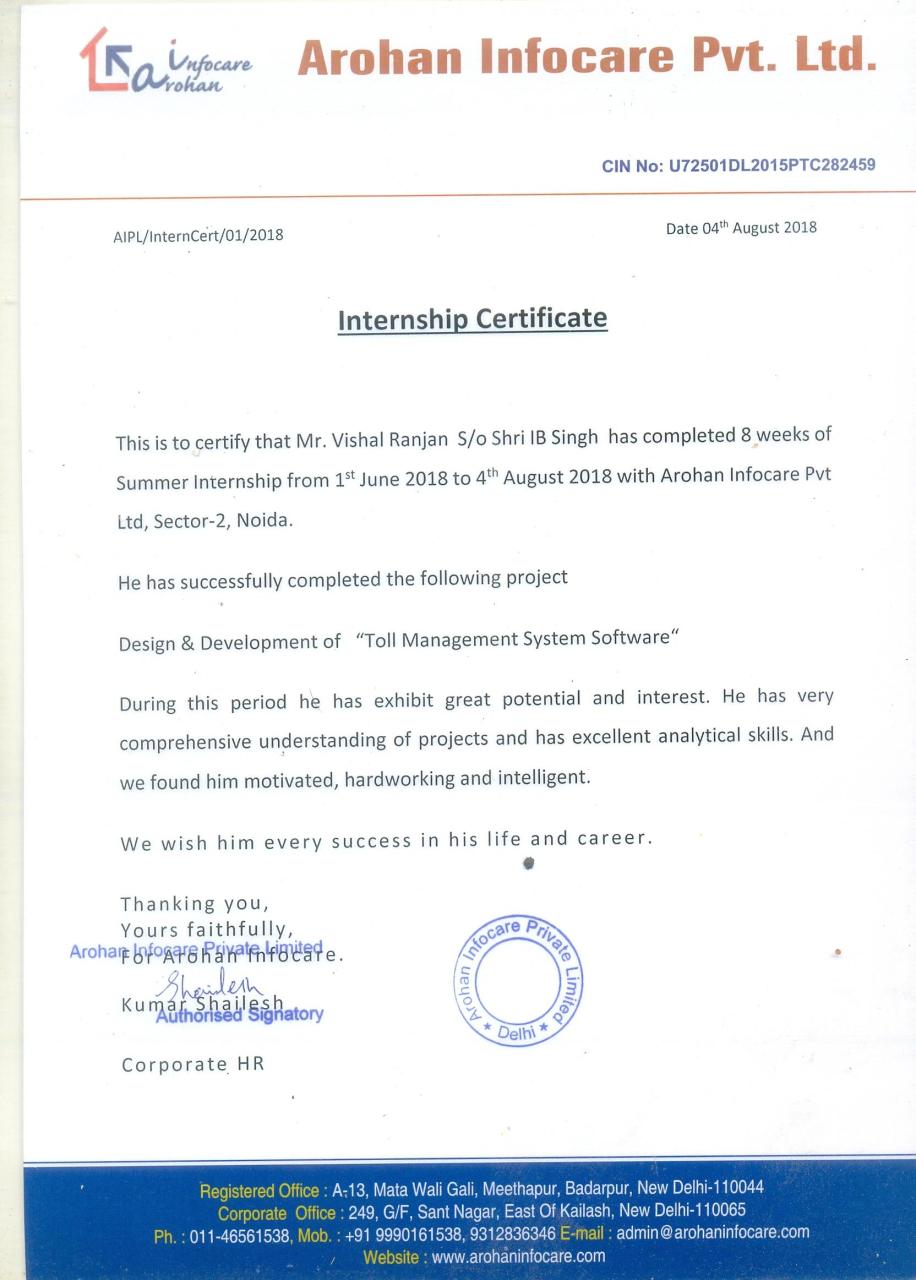 infocare
arohan
Arohan Infocare Pvt. Ltd.
CIN No: U72501DL2015PTC282459
AIPL/InternCert/01/2018
Date 04th August 2018
Internship Certificate
This is to certify that Mr. Vishal Ranjan S/o Shri IB Singh has completed 8 weeks of
Summer Internship from 1st June 2018 to 4th August 2018 with Arohan Infocare Pvt
Ltd, Sector-2, Noida.
He has successfully completed the following project
Design & Development of “Toll Management System Software“
During this period he has exhibit great potential and interest. He has very
comprehensive understanding of projects and has excellent analytical skills. And
we found him motivated, hardworking and intelligent.
We wish him every success in his life and career.
Thanking you,
Yours faithfully,
Arohan Infocare Private Limited
For Arohan Infocare.
Shailesh
Kumar Shailesh
Authorised Signatory
Corporate HR
Arohan Infocare Private Limited
★ Delhi ★
Registered Office : A-13, Mata Wali Gali, Meethapur, Badarpur, New Delhi-110044
Corporate Office : 249, G/F, Sant Nagar, East Of Kailash, New Delhi-110065
Ph. : 011-46561538, Mob. : +91 9990161538, 9312836346 E-mail : admin@arohaninfocare.com
Website : www.arohaninfocare.com